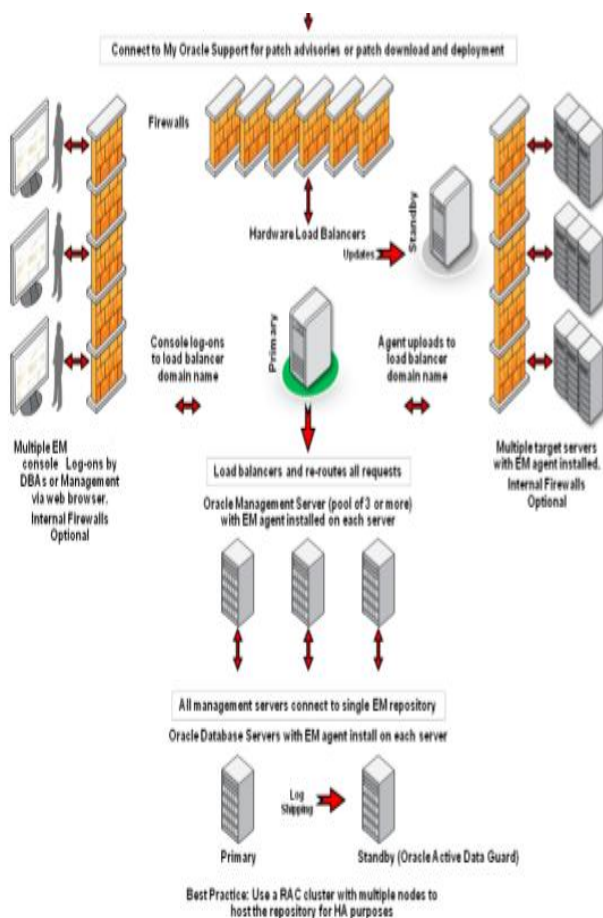 Connect to My Oracle Support for patch advisories or patch download and deployment
Firewalls
Hardware Load Balancers
Updates
Standby
Primary
Console log-ons
to load balancer
domain name
Agent uploads to
load balancer
domain name
Multiple EM
console Log-ons by
DBAs or Management
via web browser.
Internal Firewalls
Optional
Multiple target servers
with EM agent installed.
Internal Firewalls
Optional
Load balancers and re-routes all requests
Oracle Management Server (pool of 3 or more)
with EM agent installed on each server
All management servers connect to single EM repository
Oracle Database Servers with EM agent install on each server
Log
Shipping
Primary
Standby (Oracle Active Data Guard)
Best Practice: Use a RAC cluster with multiple nodes to
host the repository for HA purposes